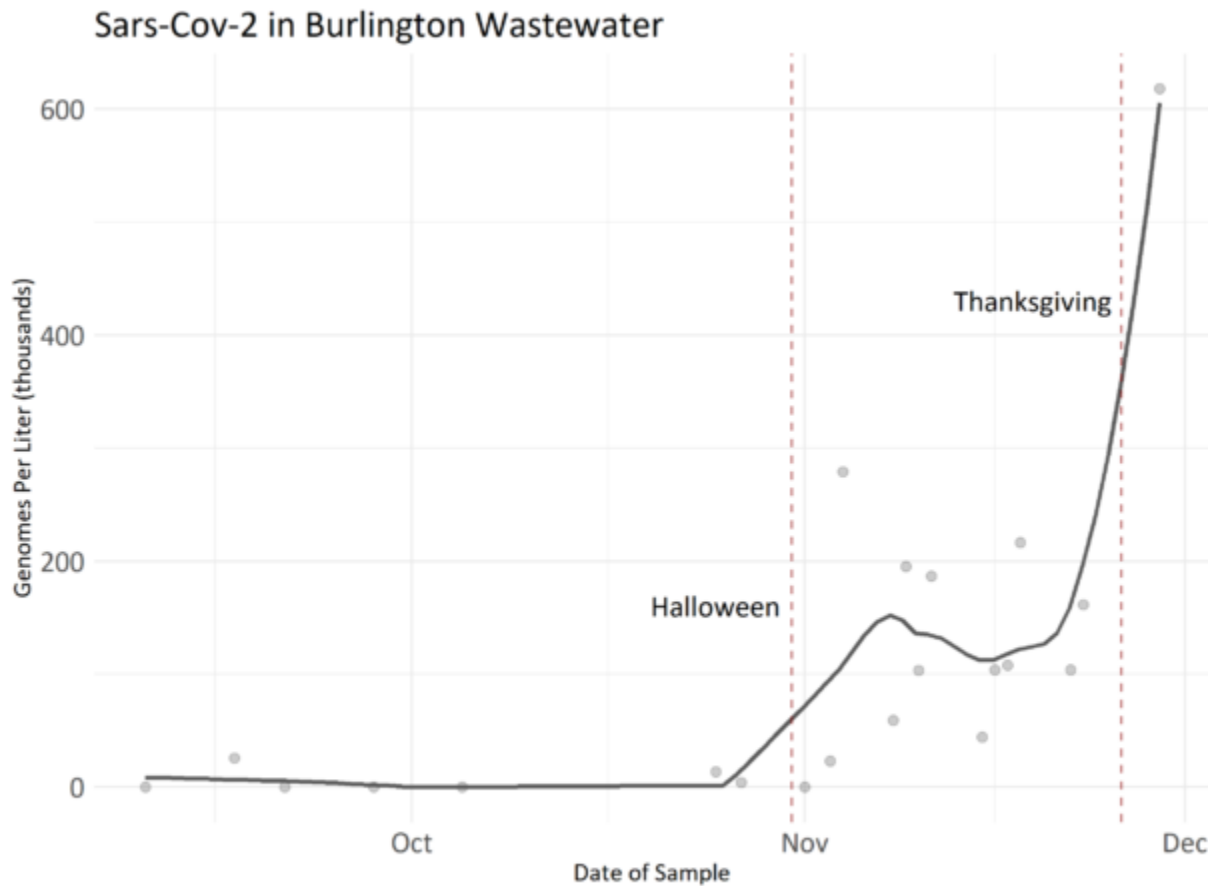 Sars-Cov-2 in Burlington Wastewater
600
400
200
0
Genomes Per Liter (thousands)
Thanksgiving
Halloween
Oct
Nov
Dec
Date of Sample